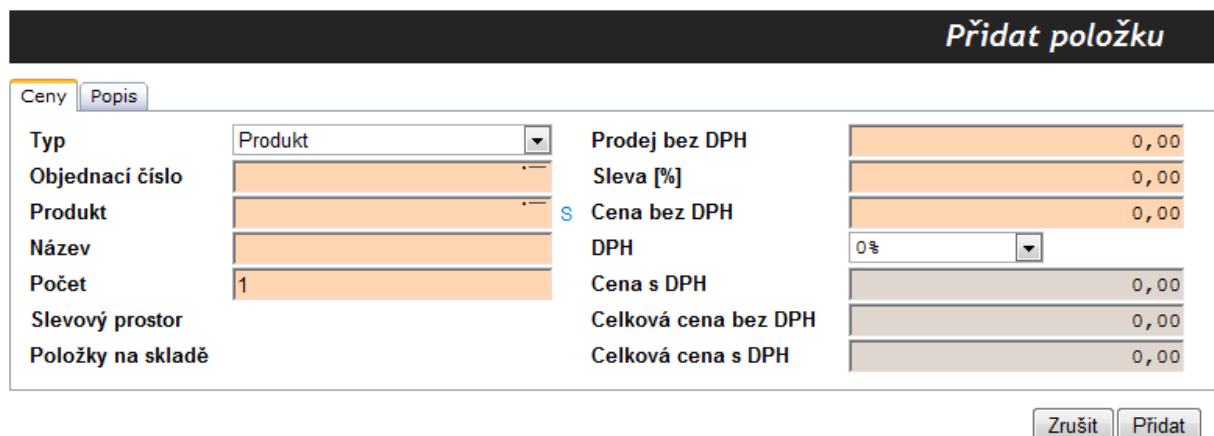 Přidat položku
Ceny Popis
Typ Produkt Prodej bez DPH 0,00
Objednací číslo Sleva [%] 0,00
Produkt S Cena bez DPH 0,00
Název DPH 0%
Počet 1 Cena s DPH 0,00
Slevový prostor Celková cena bez DPH 0,00
Položky na skladě Celková cena s DPH 0,00
Zrušit Přidat